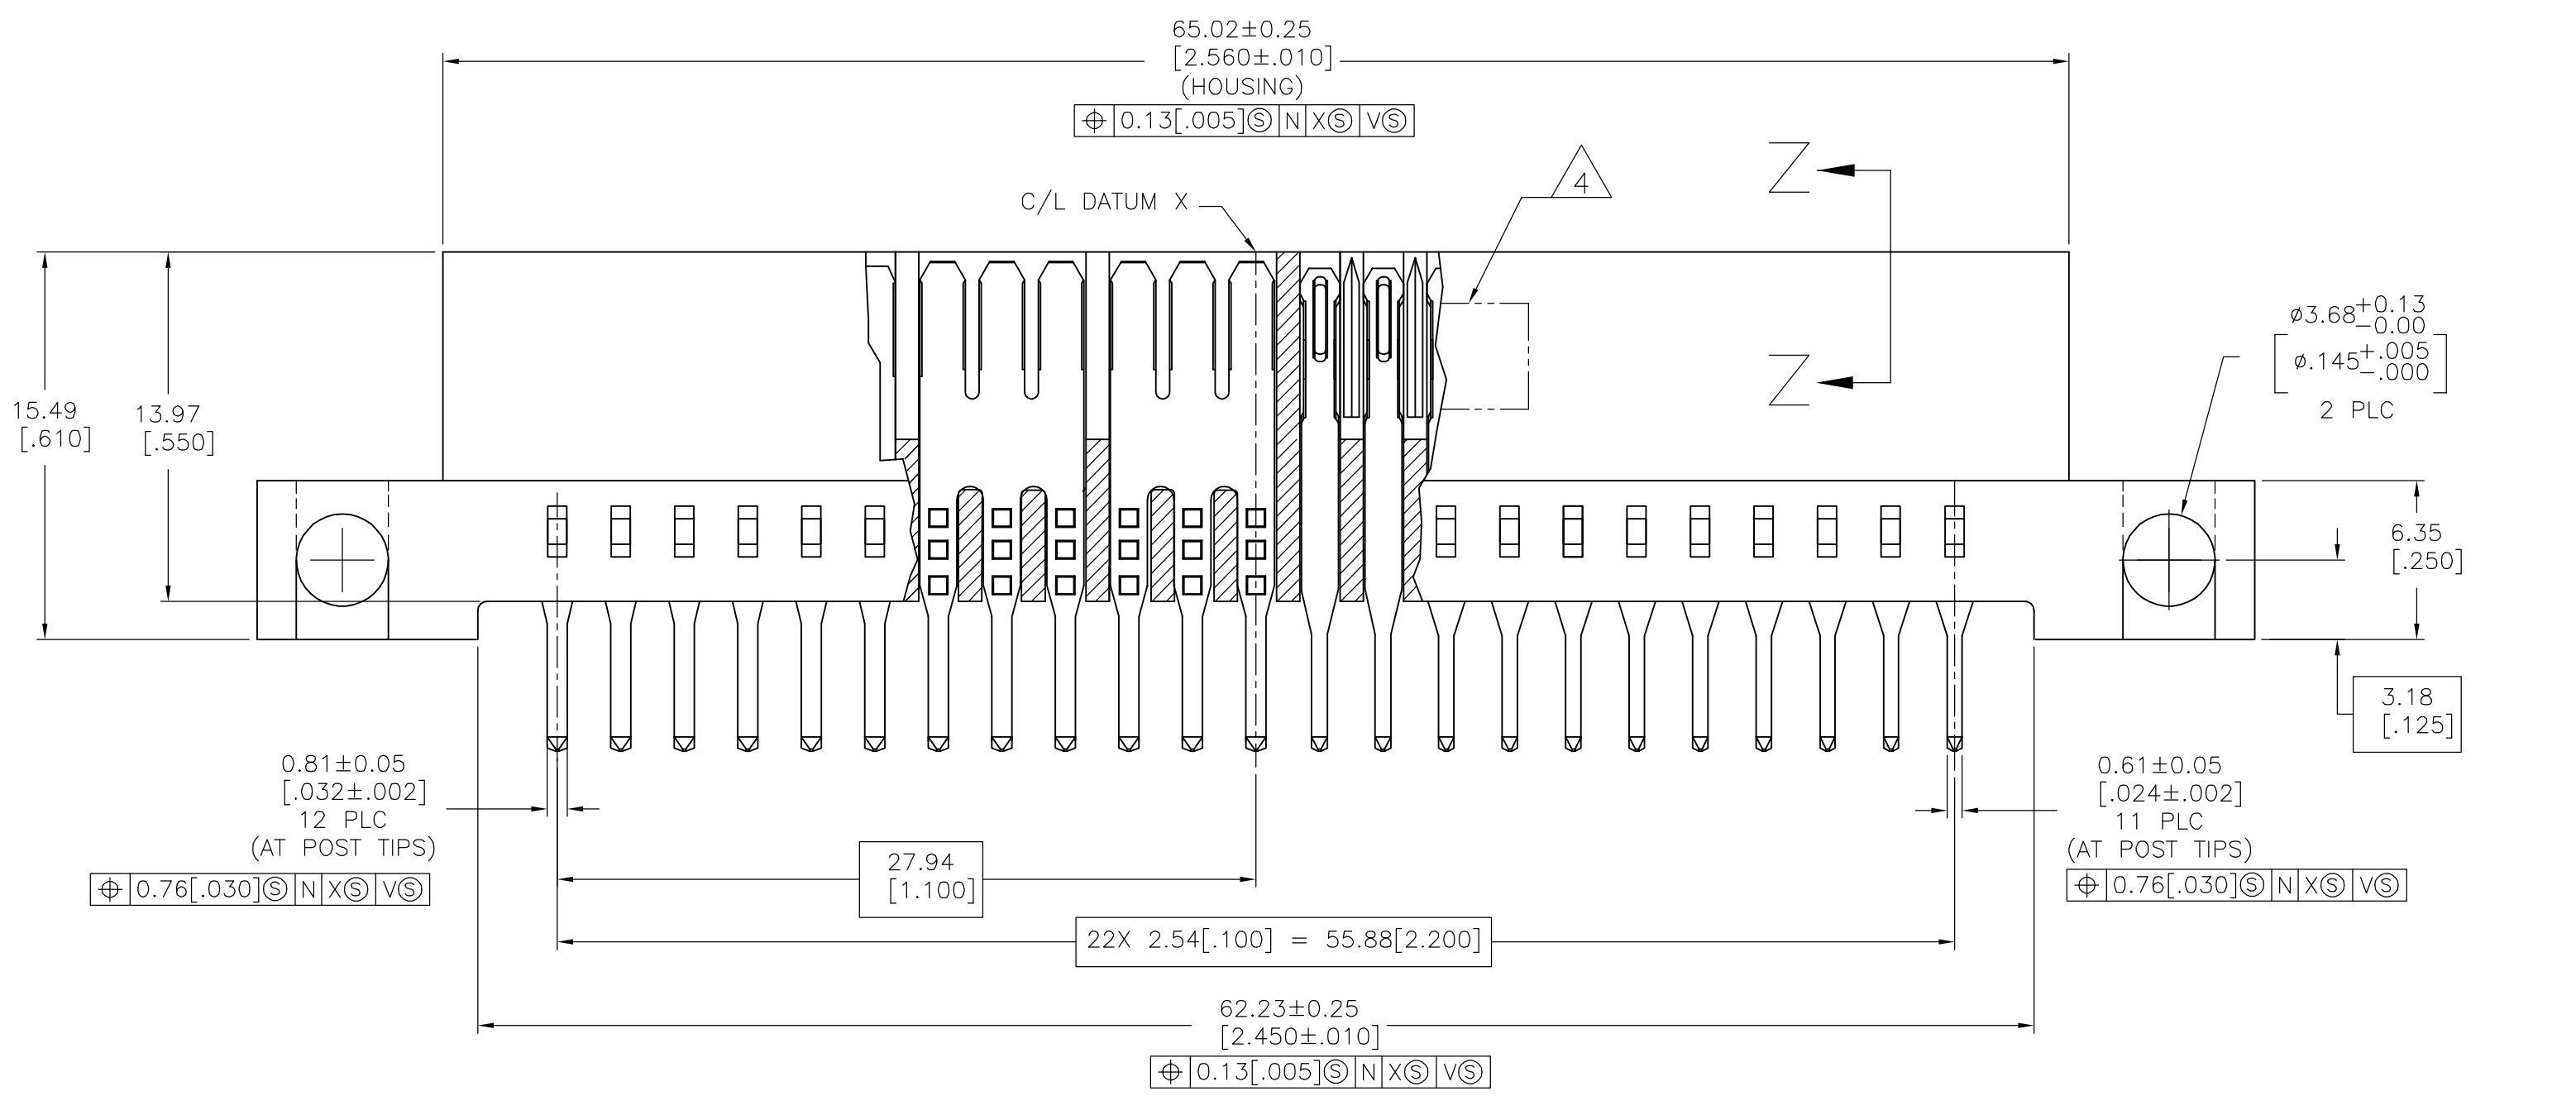 65.02±0.25
[2.560±.010]
(HOUSING)
⌖ 0.13[.005]Ⓢ N XⓈ VⓈ
Z
4
C/L DATUM X
⌀3.68 +0.13 -0.00
[⌀.145 +.005 -.000]
2 PLC
Z
15.49
[.610]
13.97
[.550]
6.35
[.250]
3.18
[.125]
0.81±0.05
[.032±.002]
12 PLC
(AT POST TIPS)
⌖ 0.76[.030]Ⓢ N XⓈ VⓈ
0.61±0.05
[.024±.002]
11 PLC
(AT POST TIPS)
⌖ 0.76[.030]Ⓢ N XⓈ VⓈ
27.94
[1.100]
22X 2.54[.100] = 55.88[2.200]
62.23±0.25
[2.450±.010]
⌖ 0.13[.005]Ⓢ N XⓈ VⓈ